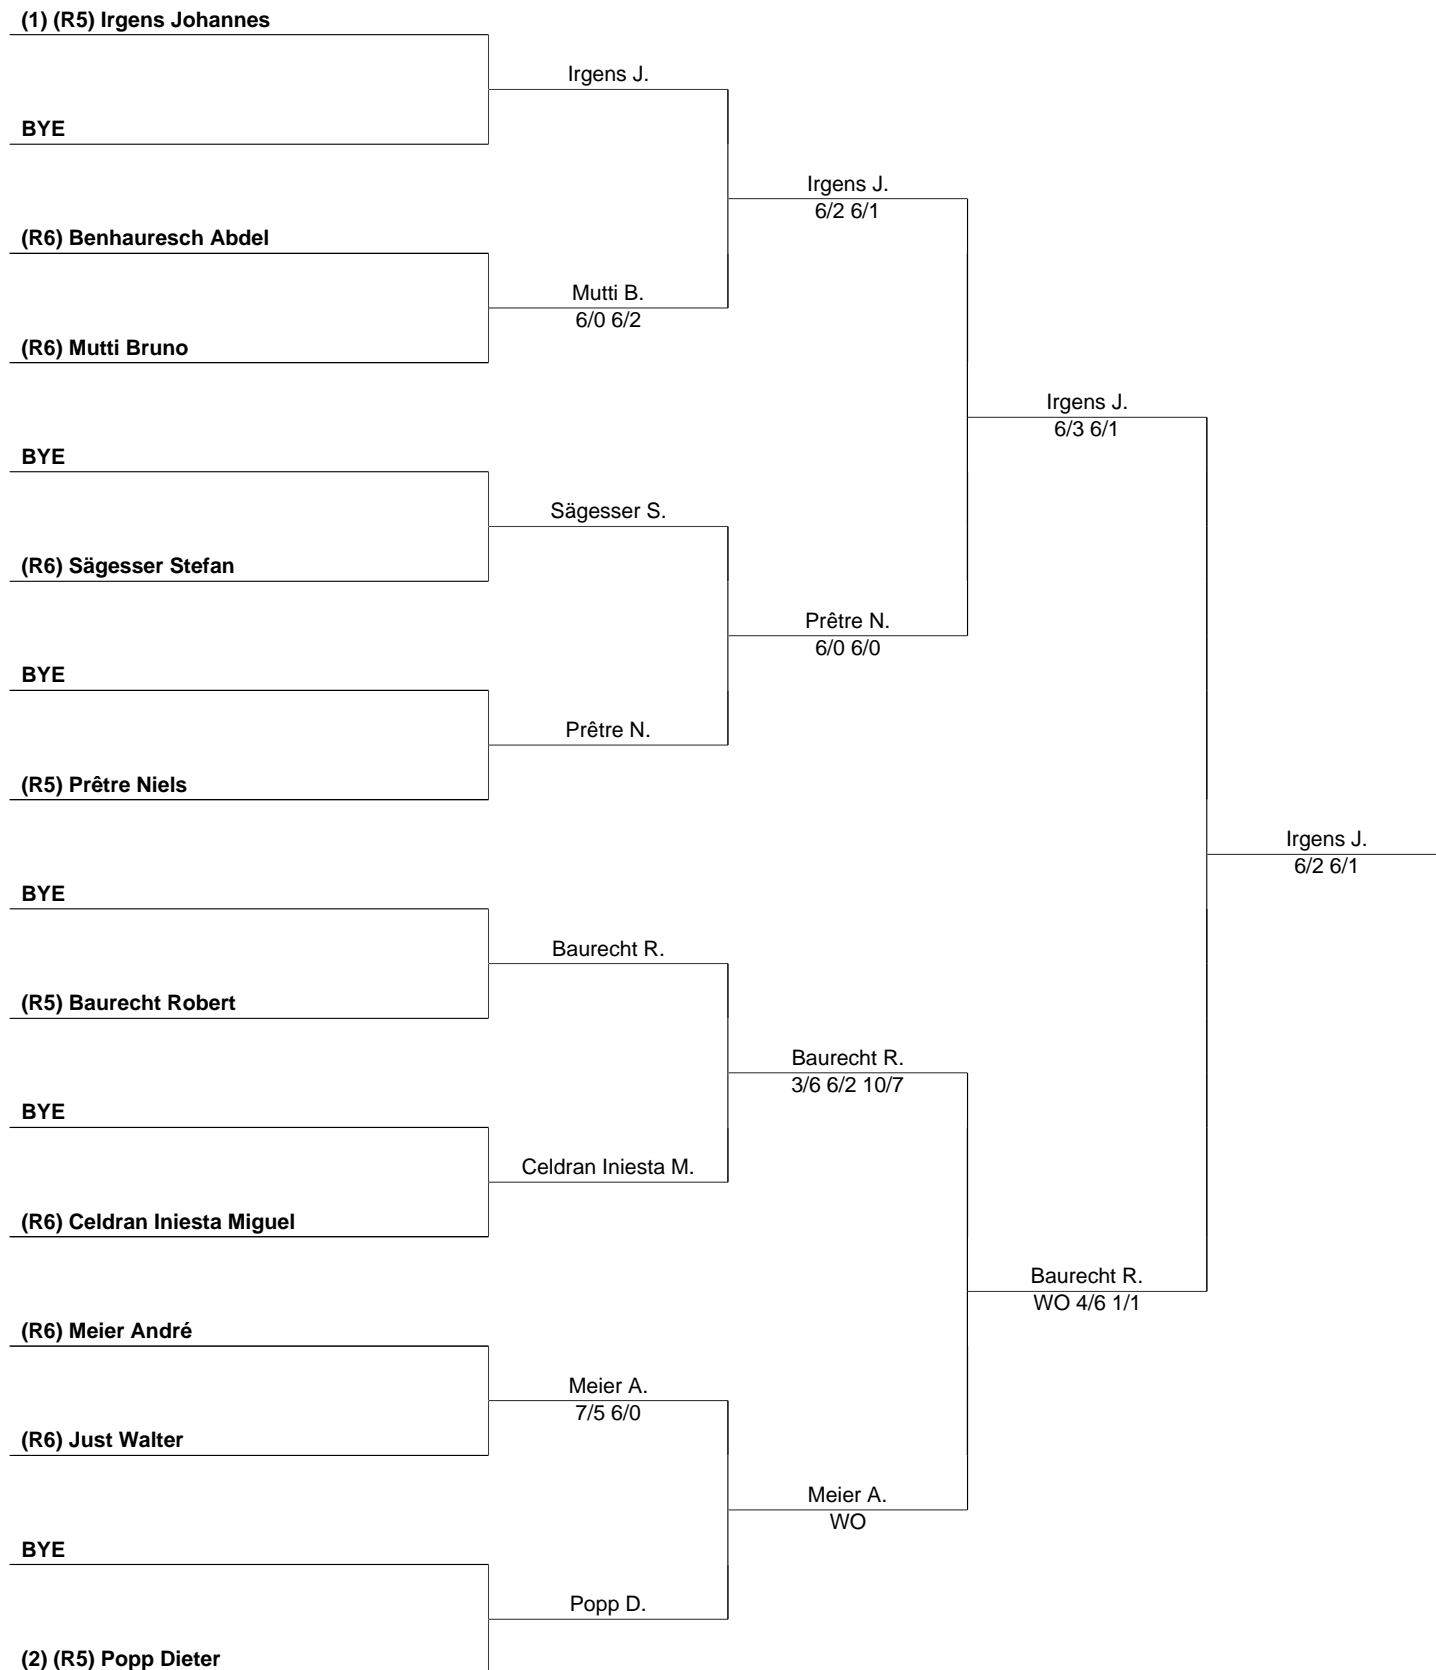 (1) (R5) Irgens Johannes
Irgens J.
BYE
Irgens J.
6/2 6/1
(R6) Benhauresch Abdel
Mutti B.
6/0 6/2
(R6) Mutti Bruno
Irgens J.
6/3 6/1
BYE
Sägesser S.
(R6) Sägesser Stefan
Prêtre N.
6/0 6/0
BYE
Prêtre N.
(R5) Prêtre Niels
Irgens J.
6/2 6/1
BYE
Baurecht R.
(R5) Baurecht Robert
Baurecht R.
3/6 6/2 10/7
BYE
Celdran Iniesta M.
(R6) Celdran Iniesta Miguel
Baurecht R.
WO 4/6 1/1
(R6) Meier André
Meier A.
7/5 6/0
(R6) Just Walter
Meier A.
WO
BYE
Popp D.
(2) (R5) Popp Dieter